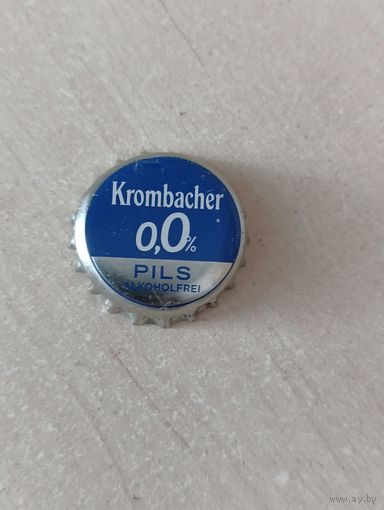 Krombacher
0,0%
PILS
ALKOHOLFREI
www.ay.by